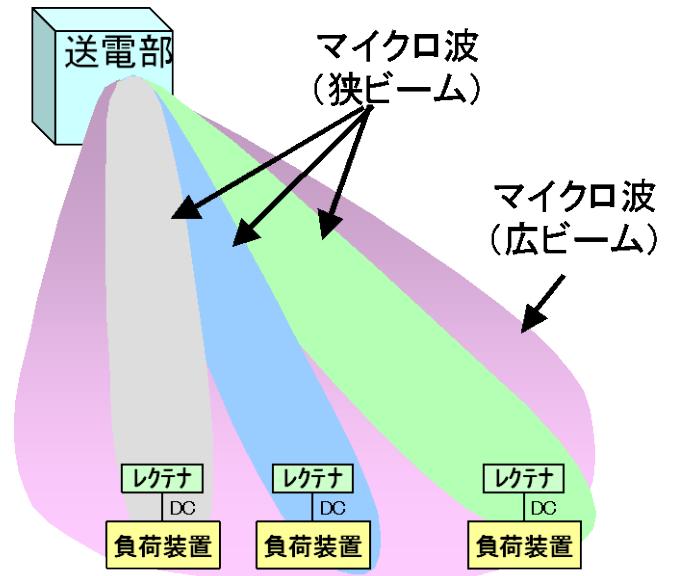 送電部
マイクロ波
（狭ビーム）
マイクロ波
（広ビーム）
レクテナ
レクテナ
レクテナ
DC
DC
DC
負荷装置
負荷装置
負荷装置